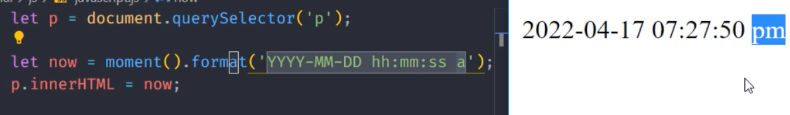 let p = document.querySelector('p');
let now = moment().format('YYYY-MM-DD hh:mm:ss a');
p.innerHTML = now;
2022-04-17 07:27:50 pm